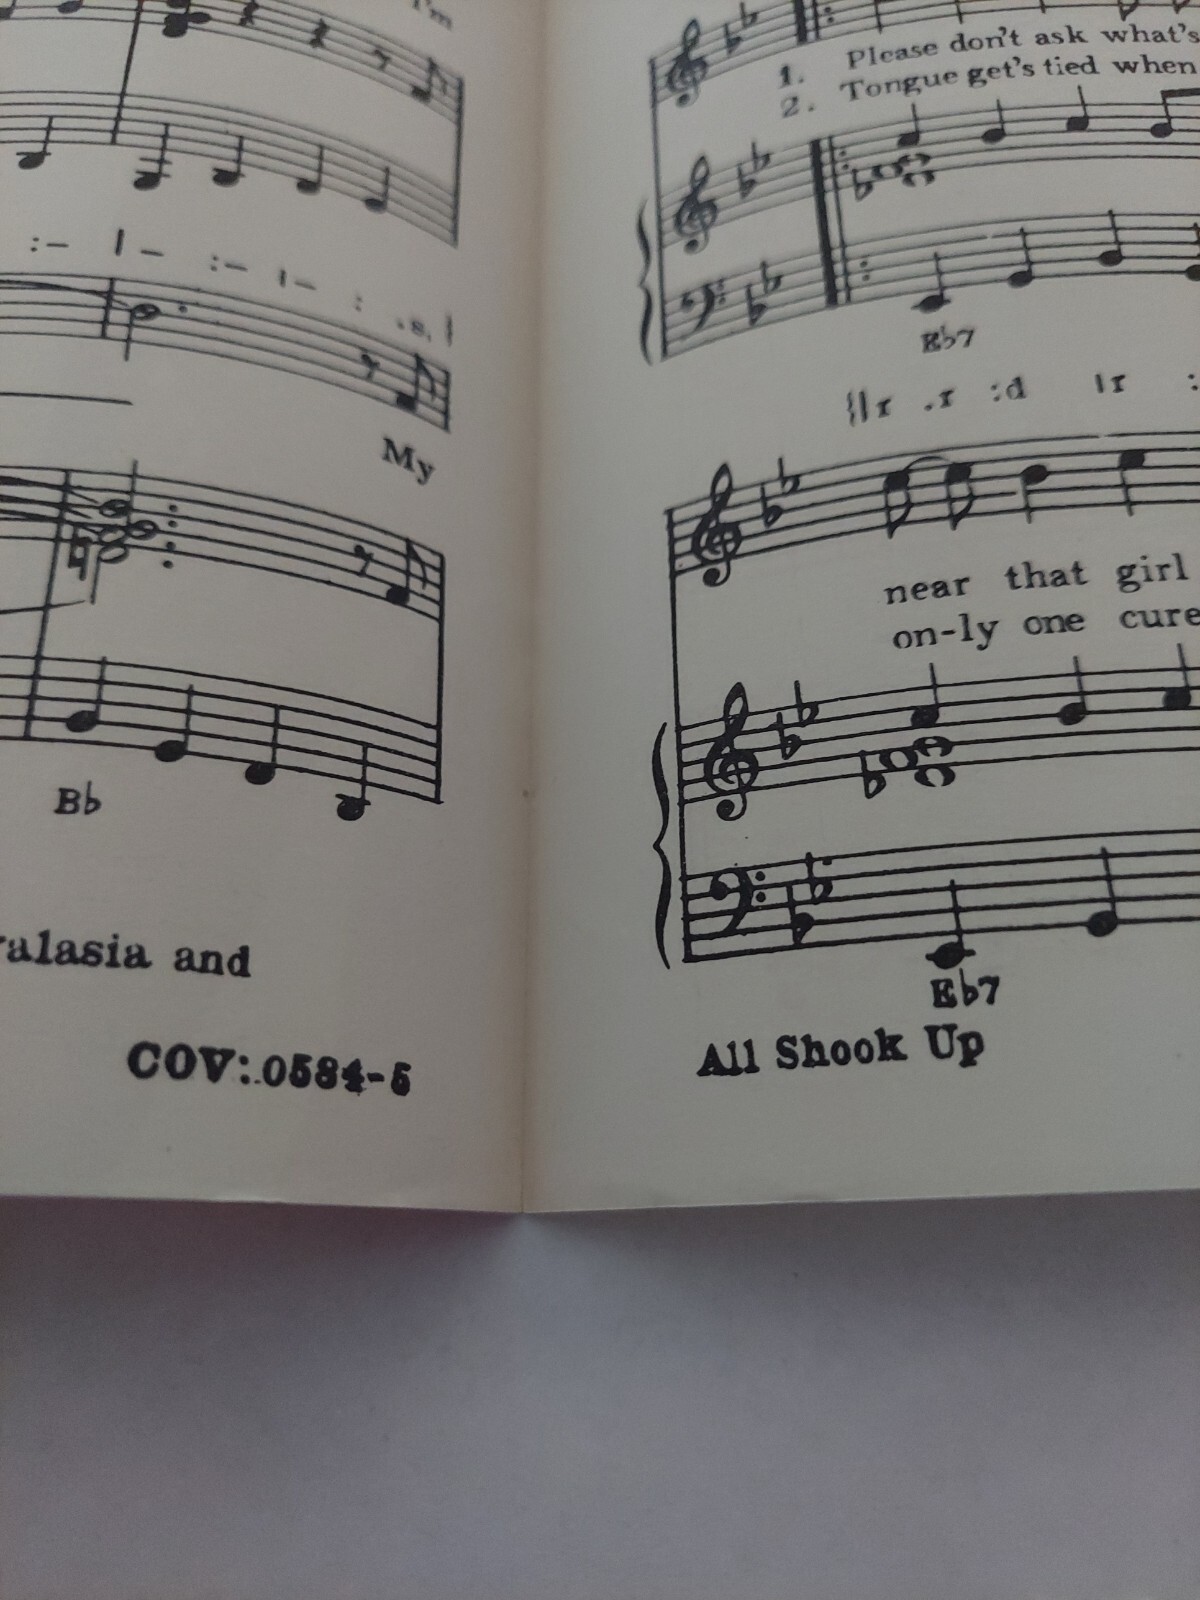 I'm
:– | – :– | – : .s, |
My
Bb
alasia and
COV: 0584-5
1. Please don't ask what's
2. Tongue get's tied when
Eb7
{|r .r :d |r :
near that girl
on-ly one cure
Eb7
All Shook Up